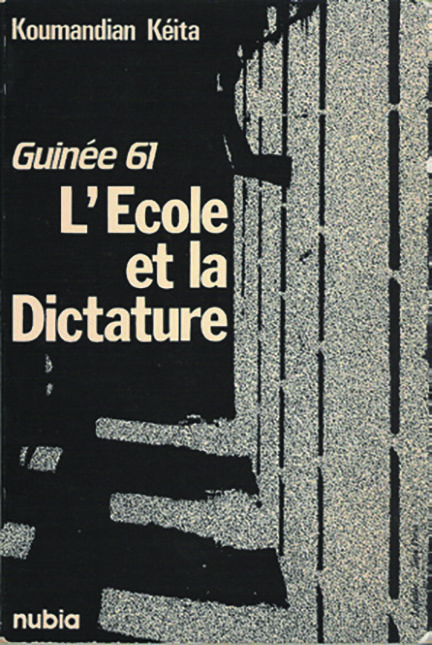 Koumandian Kéita
Guinée 61
L'Ecole
et la
Dictature
nubia